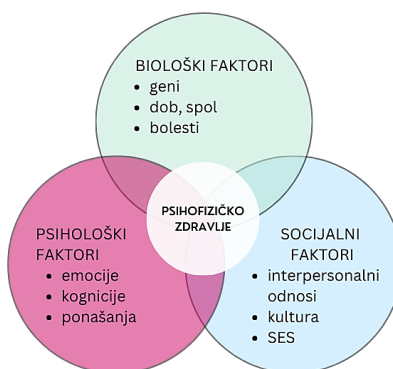 BIOLOŠKI FAKTORI
• geni
• dob, spol
• bolesti
PSIHOFIZIČKO
ZDRAVLJE
PSIHOLOŠKI
FAKTORI
• emocije
• kognicije
• ponašanja
SOCIJALNI
FAKTORI
• interpersonalni
odnosi
• kultura
• SES